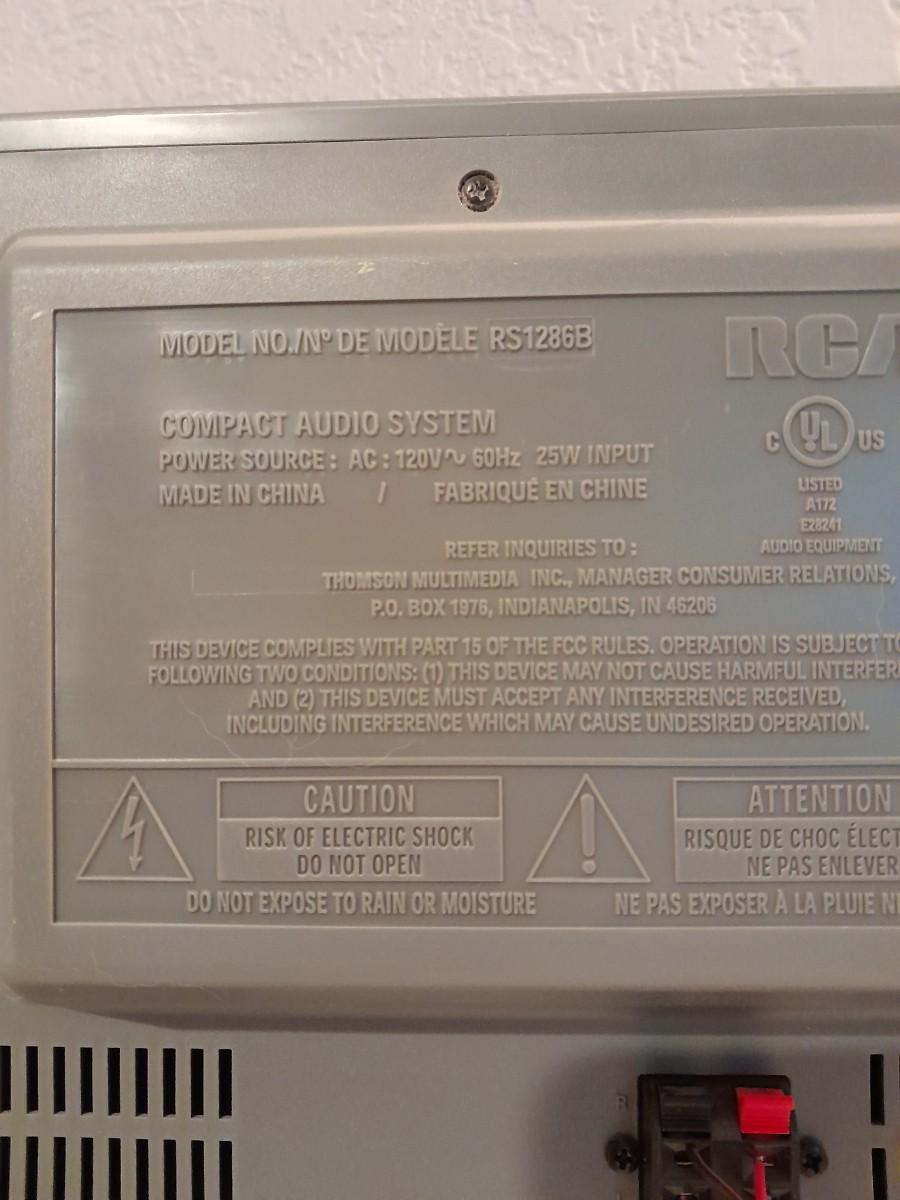 MODEL NO./Nº DE MODÈLE RS1286B
RCA
COMPACT AUDIO SYSTEM
POWER SOURCE : AC : 120V∿ 60Hz 25W INPUT
MADE IN CHINA / FABRIQUÉ EN CHINE
C UL US
LISTED
A172
E28241
AUDIO EQUIPMENT
REFER INQUIRIES TO :
THOMSON MULTIMEDIA INC., MANAGER CONSUMER RELATIONS,
P.O. BOX 1976, INDIANAPOLIS, IN 46206
THIS DEVICE COMPLIES WITH PART 15 OF THE FCC RULES. OPERATION IS SUBJECT TO
FOLLOWING TWO CONDITIONS: (1) THIS DEVICE MAY NOT CAUSE HARMFUL INTERFER
AND (2) THIS DEVICE MUST ACCEPT ANY INTERFERENCE RECEIVED,
INCLUDING INTERFERENCE WHICH MAY CAUSE UNDESIRED OPERATION.
CAUTION
RISK OF ELECTRIC SHOCK
DO NOT OPEN
DO NOT EXPOSE TO RAIN OR MOISTURE
ATTENTION
RISQUE DE CHOC ÉLECT
NE PAS ENLEVER
NE PAS EXPOSER À LA PLUIE NI
R